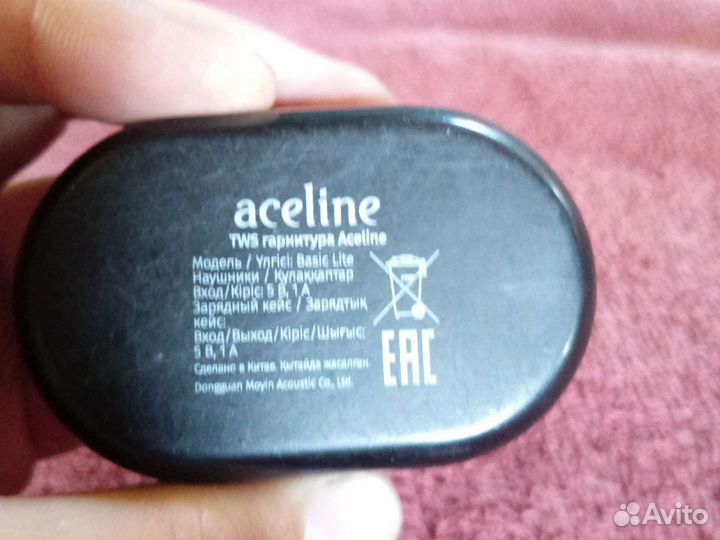 aceline
TWS гарнитура Aceline
Модель / Үлгісі: Basic Lite
Наушники / Құлаққаптар
Вход/Кіріс: 5 В, 1 А
Зарядный кейс / Зарядтық
кейс:
Вход/Выход/Кіріс/Шығыс:
5 В, 1 А
Сделано в Китае. Қытайда жасалған.
Dongguan Moyin Acoustic Co., Ltd.
EAC
Avito